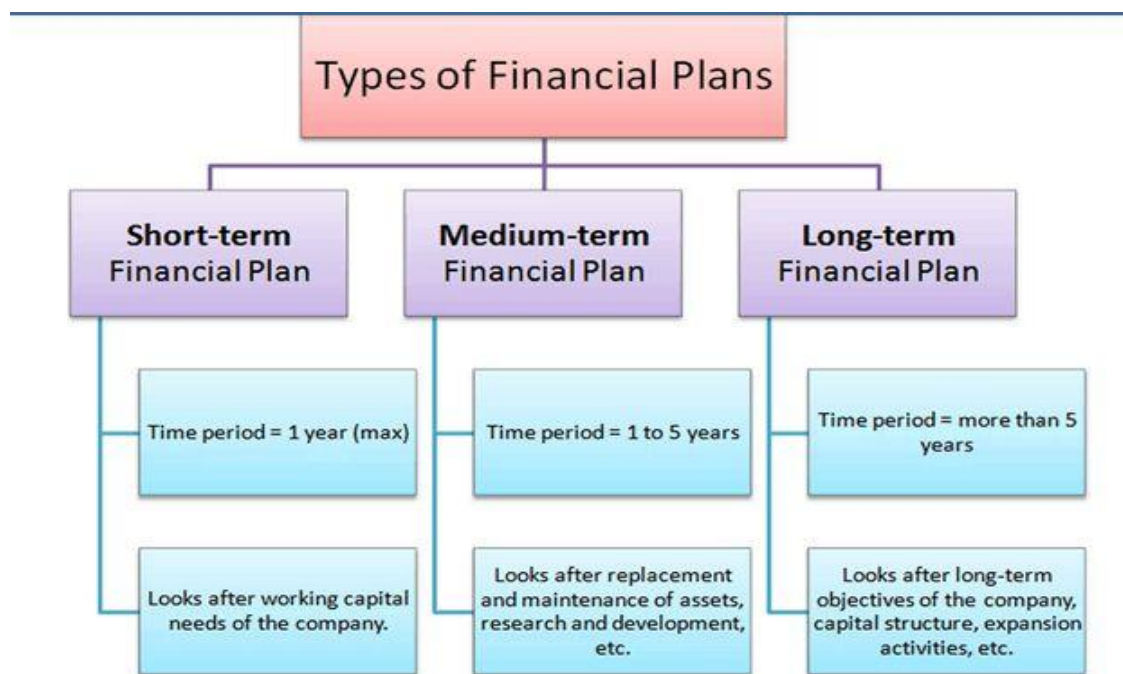 Types of Financial Plans
Short-term
Financial Plan
Time period = 1 year (max)
Looks after working capital
needs of the company.
Medium-term
Financial Plan
Time period = 1 to 5 years
Looks after replacement
and maintenance of assets,
research and development,
etc.
Long-term
Financial Plan
Time period = more than 5
years
Looks after long-term
objectives of the company,
capital structure, expansion
activities, etc.